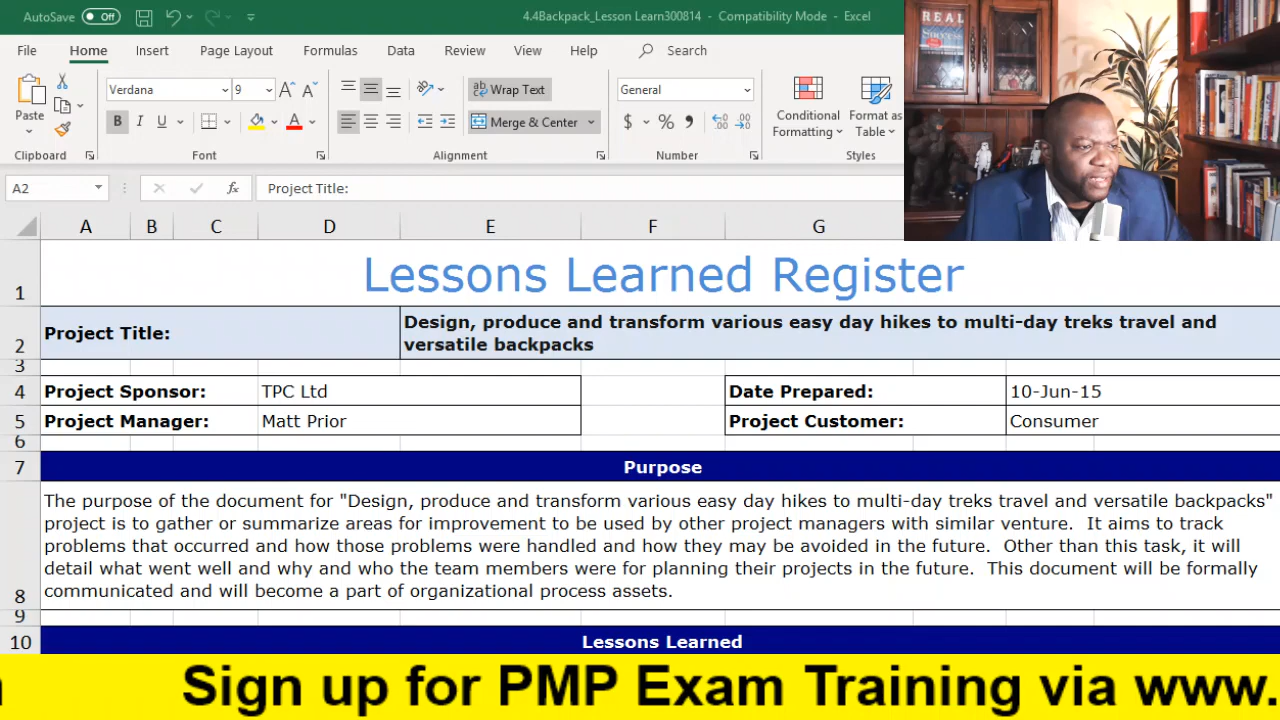 AutoSave Off 4.4Backpack_Lesson Learn300814 - Compatibility Mode - Excel
File Home Insert Page Layout Formulas Data Review View Help Search
Paste Verdana 9 Wrap Text General Conditional Formatting Format as Table
B I U Merge & Center $ % 9
Clipboard Font Alignment Number Styles
A2 fx Project Title:
A B C D E F G
1 Lessons Learned Register
2 Project Title: Design, produce and transform various easy day hikes to multi-day treks travel and
versatile backpacks
3
4 Project Sponsor: TPC Ltd Date Prepared: 10-Jun-15
5 Project Manager: Matt Prior Project Customer: Consumer
6
7 Purpose
The purpose of the document for "Design, produce and transform various easy day hikes to multi-day treks travel and versatile backpacks"
project is to gather or summarize areas for improvement to be used by other project managers with similar venture.  It aims to track
problems that occurred and how those problems were handled and how they may be avoided in the future.  Other than this task, it will
detail what went well and why and who the team members were for planning their projects in the future.  This document will be formally
8 communicated and will become a part of organizational process assets.
9
10 Lessons Learned
Sign up for PMP Exam Training via www.
REAL
Success